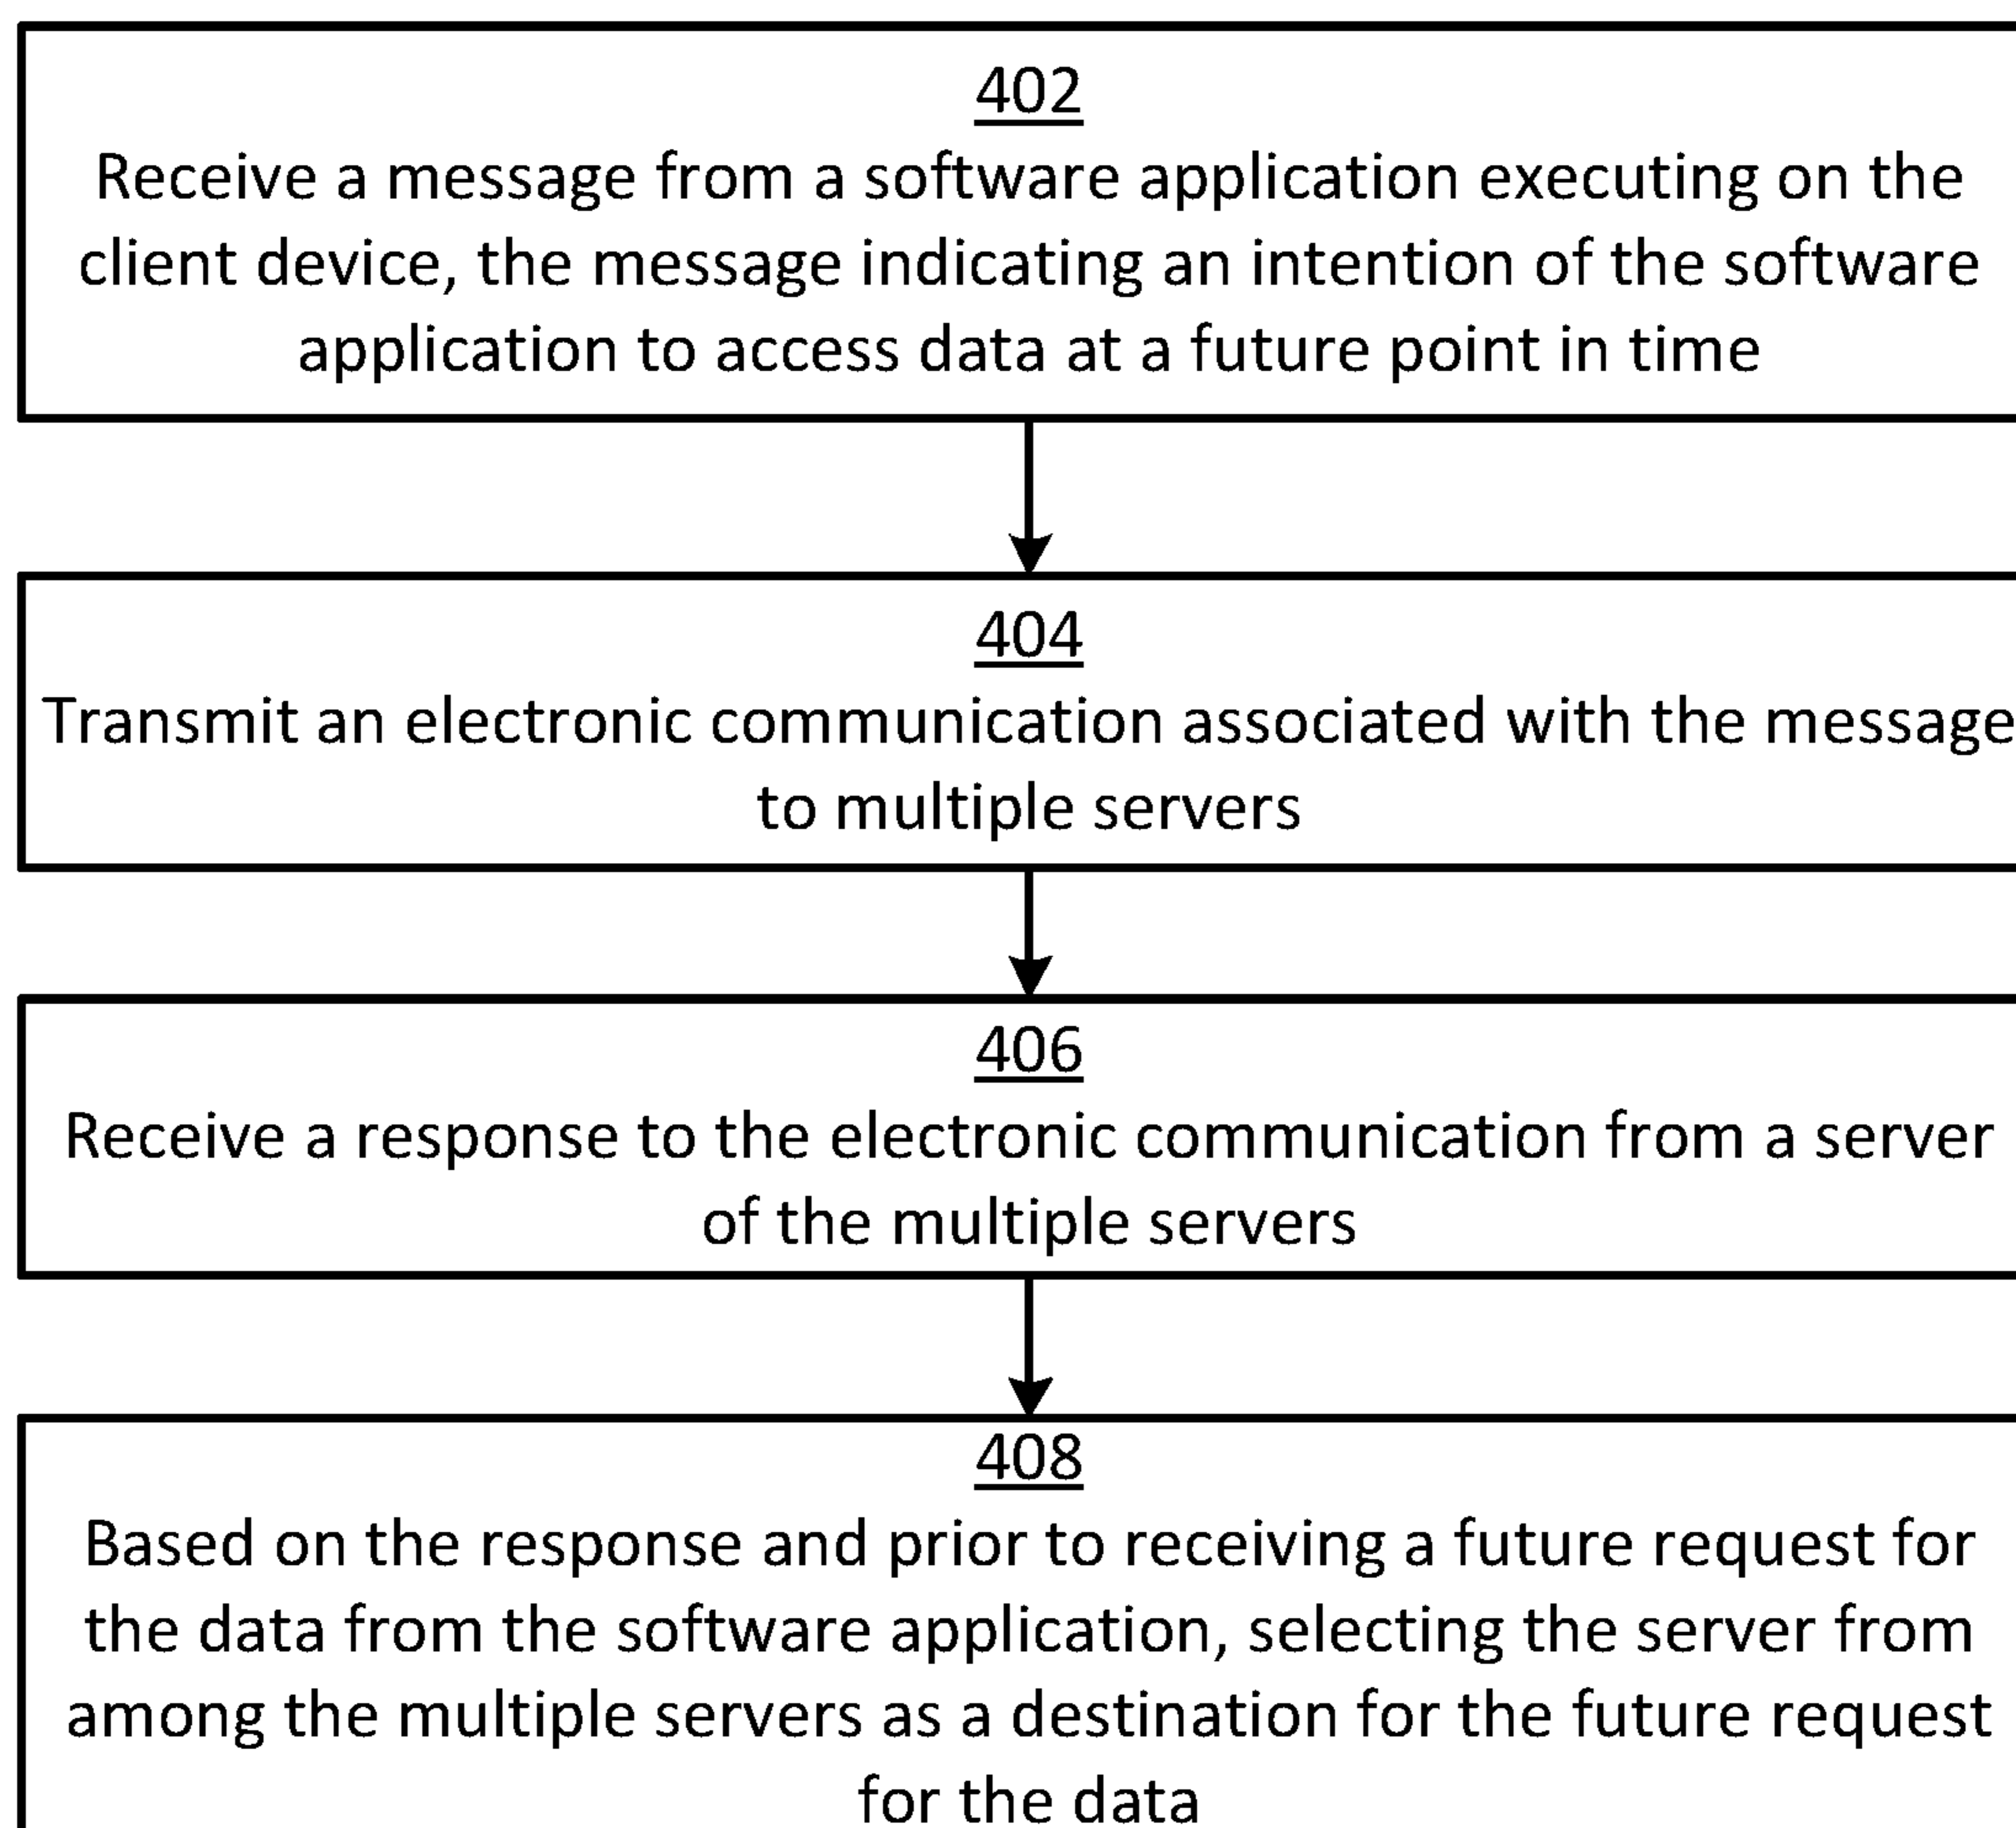 402
Receive a message from a software application executing on the
client device, the message indicating an intention of the software
application to access data at a future point in time
404
Transmit an electronic communication associated with the message
to multiple servers
406
Receive a response to the electronic communication from a server
of the multiple servers
408
Based on the response and prior to receiving a future request for
the data from the software application, selecting the server from
among the multiple servers as a destination for the future request
for the data